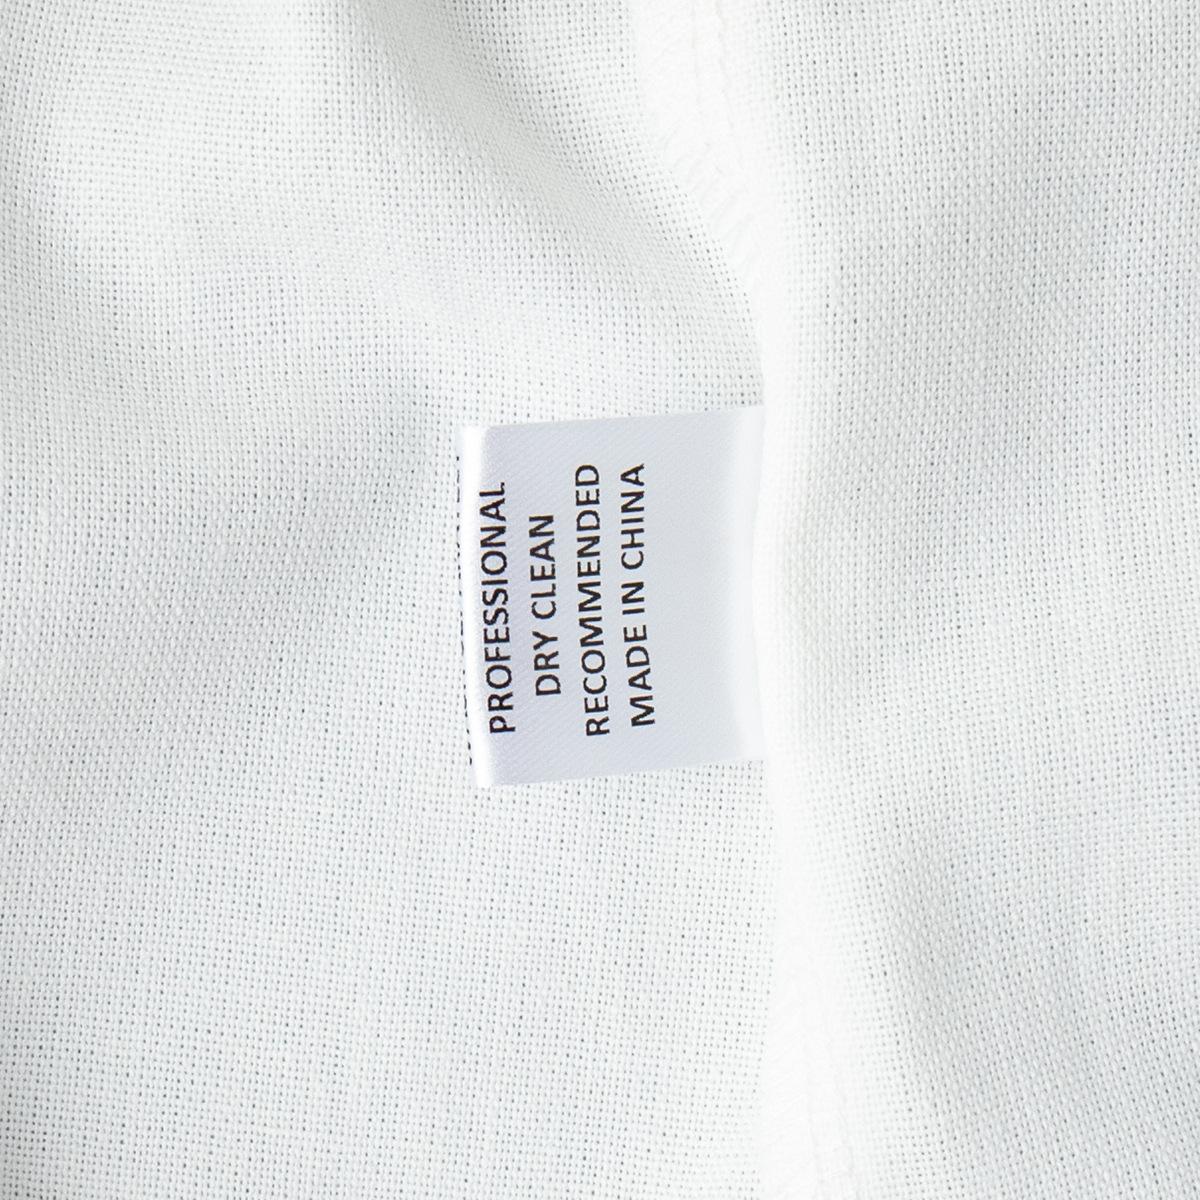 PROFESSIONAL
DRY CLEAN
RECOMMENDED
MADE IN CHINA